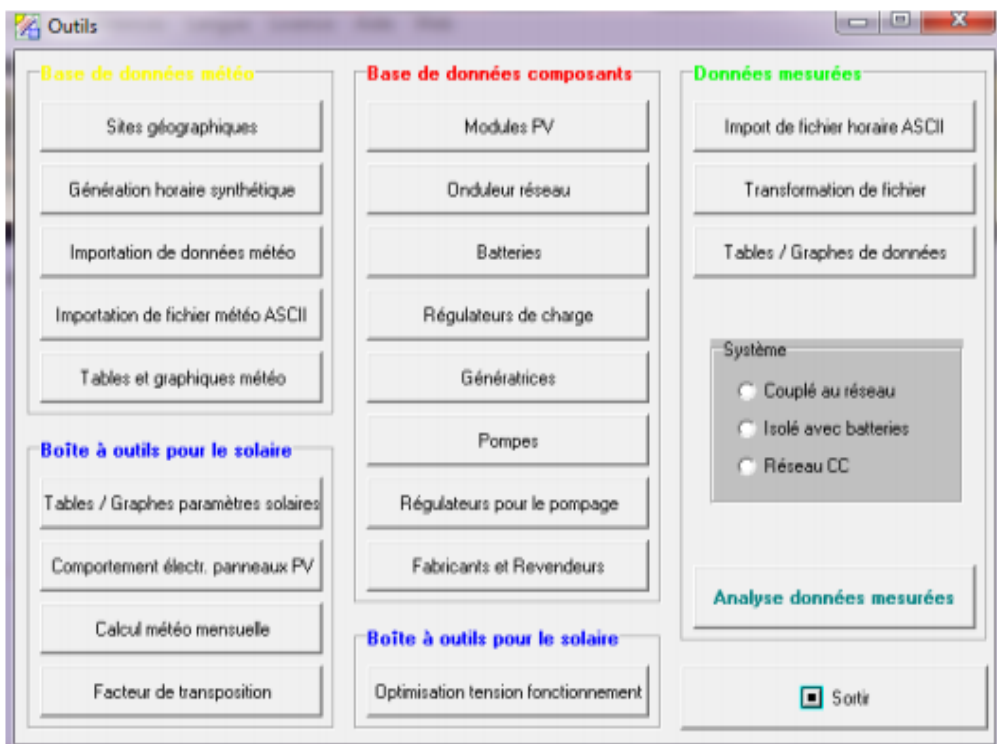 Outils
Base de données météo
Sites géographiques
Génération horaire synthétique
Importation de données météo
Importation de fichier météo ASCII
Tables et graphiques météo
Boîte à outils pour le solaire
Tables / Graphes paramètres solaires
Comportement électr. panneaux PV
Calcul météo mensuelle
Facteur de transposition
Base de données composants
Modules PV
Onduleur réseau
Batteries
Régulateurs de charge
Génératrices
Pompes
Régulateurs pour le pompage
Fabricants et Revendeurs
Boîte à outils pour le solaire
Optimisation tension fonctionnement
Données mesurées
Import de fichier horaire ASCII
Transformation de fichier
Tables / Graphes de données
Système
Couplé au réseau
Isolé avec batteries
Réseau CC
Analyse données mesurées
Sortir